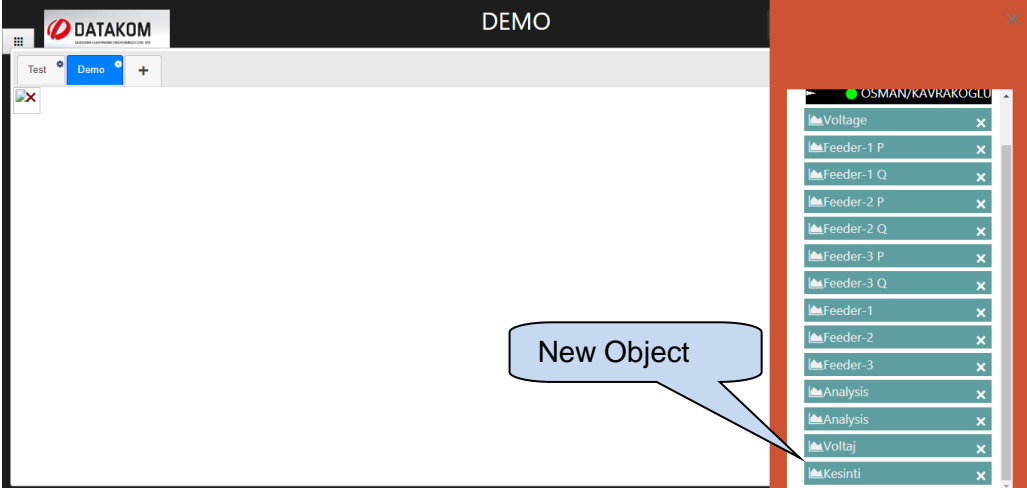 DATAKOM
DEMO
Test
Demo
+
OSMAN/KAVRAKOGLU
Voltage
Feeder-1 P
Feeder-1 Q
Feeder-2 P
Feeder-2 Q
Feeder-3 P
Feeder-3 Q
Feeder-1
Feeder-2
Feeder-3
Analysis
Analysis
Voltaj
Kesinti
New Object